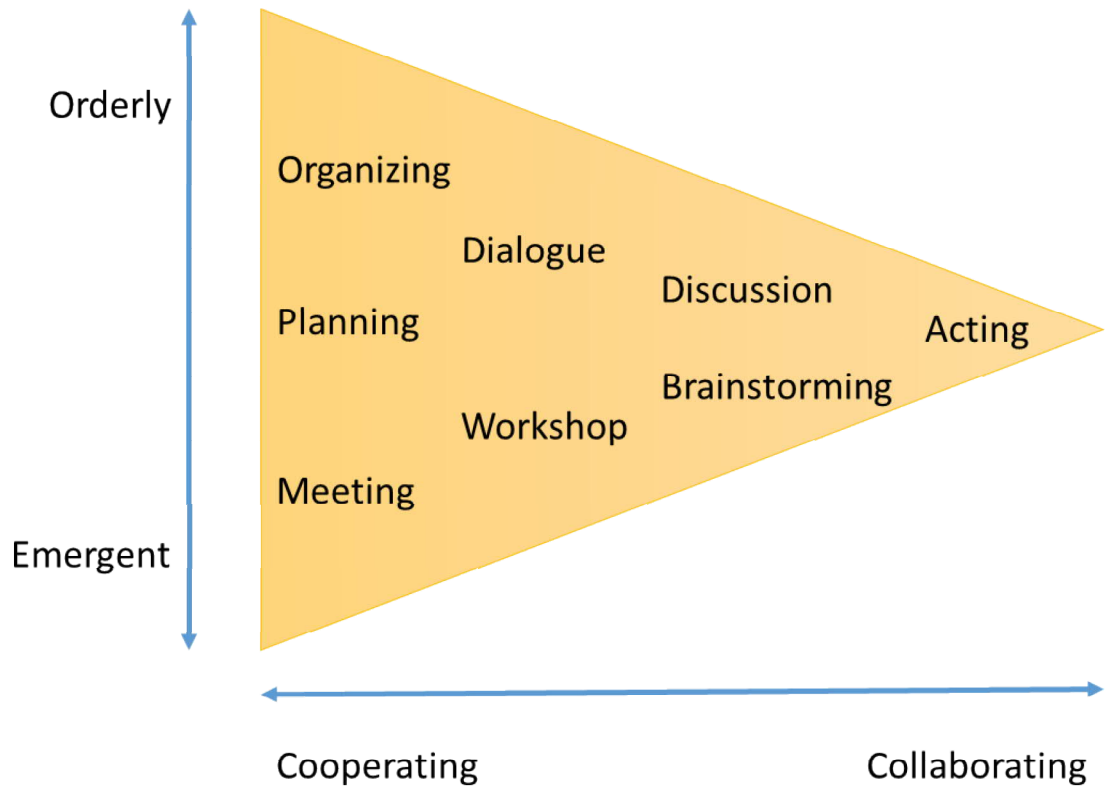 Orderly
Organizing
Dialogue
Discussion
Planning
Acting
Brainstorming
Workshop
Meeting
Emergent
Cooperating
Collaborating